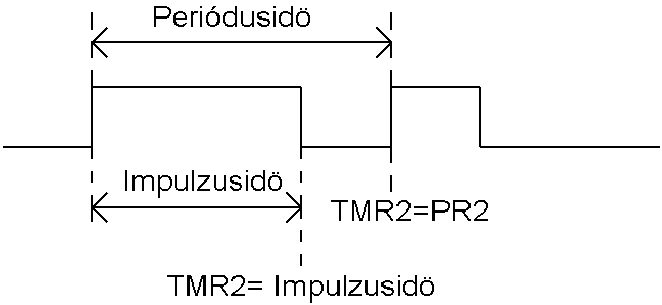 Periódusidö
Impulzusidö
TMR2=PR2
TMR2= Impulzusidö